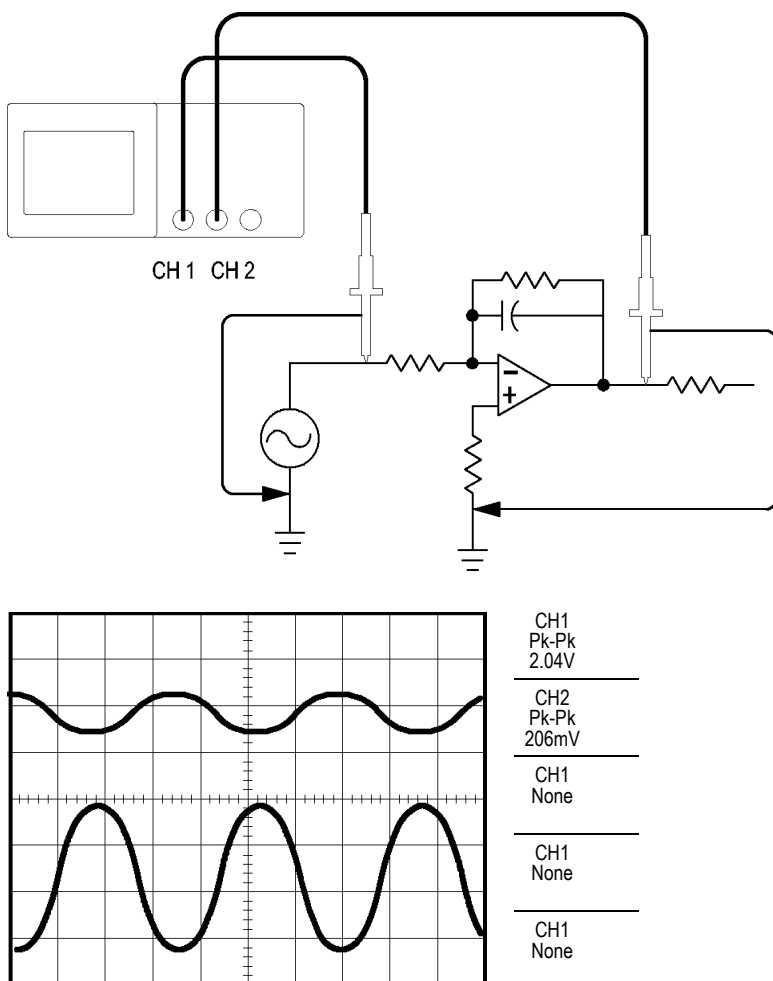 CH 1 CH 2
CH1
Pk-Pk
2.04V
CH2
Pk-Pk
206mV
CH1
None
CH1
None
CH1
None